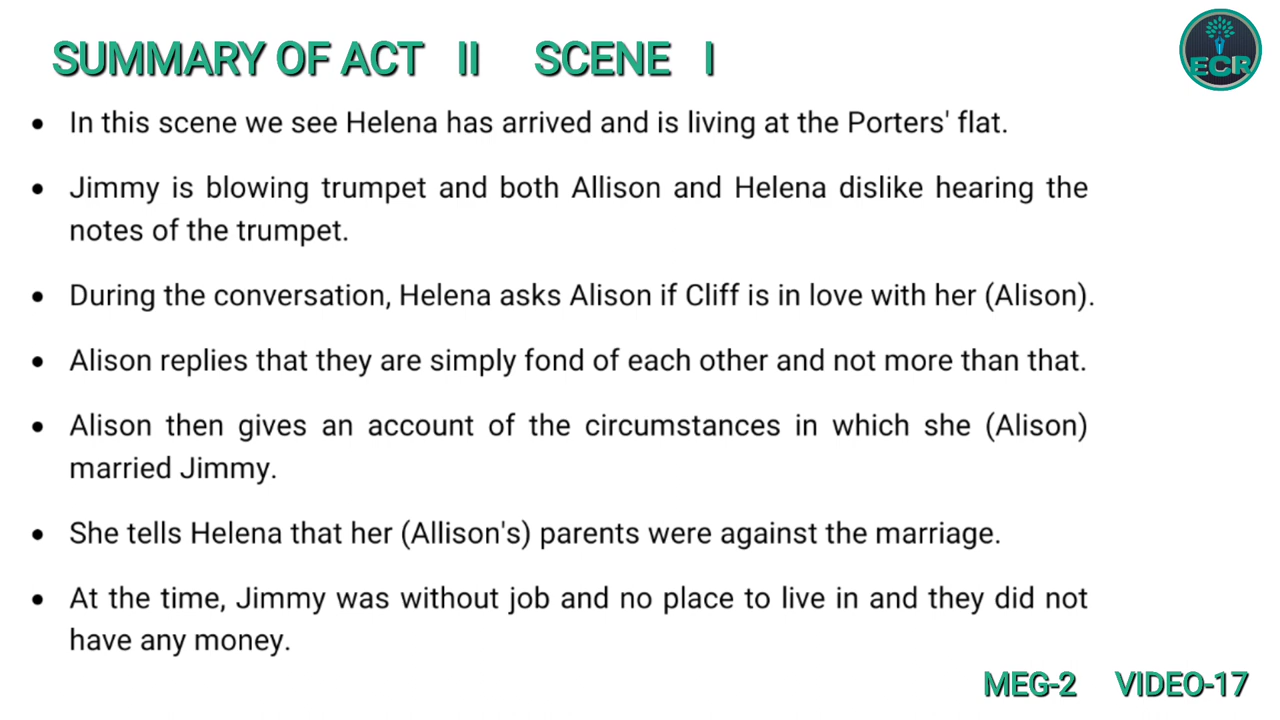 SUMMARY OF ACT II SCENE I
ECR
• In this scene we see Helena has arrived and is living at the Porters' flat.
• Jimmy is blowing trumpet and both Allison and Helena dislike hearing the
notes of the trumpet.
• During the conversation, Helena asks Alison if Cliff is in love with her (Alison).
• Alison replies that they are simply fond of each other and not more than that.
• Alison then gives an account of the circumstances in which she (Alison)
married Jimmy.
• She tells Helena that her (Allison's) parents were against the marriage.
• At the time, Jimmy was without job and no place to live in and they did not
have any money.
MEG-2 VIDEO-17